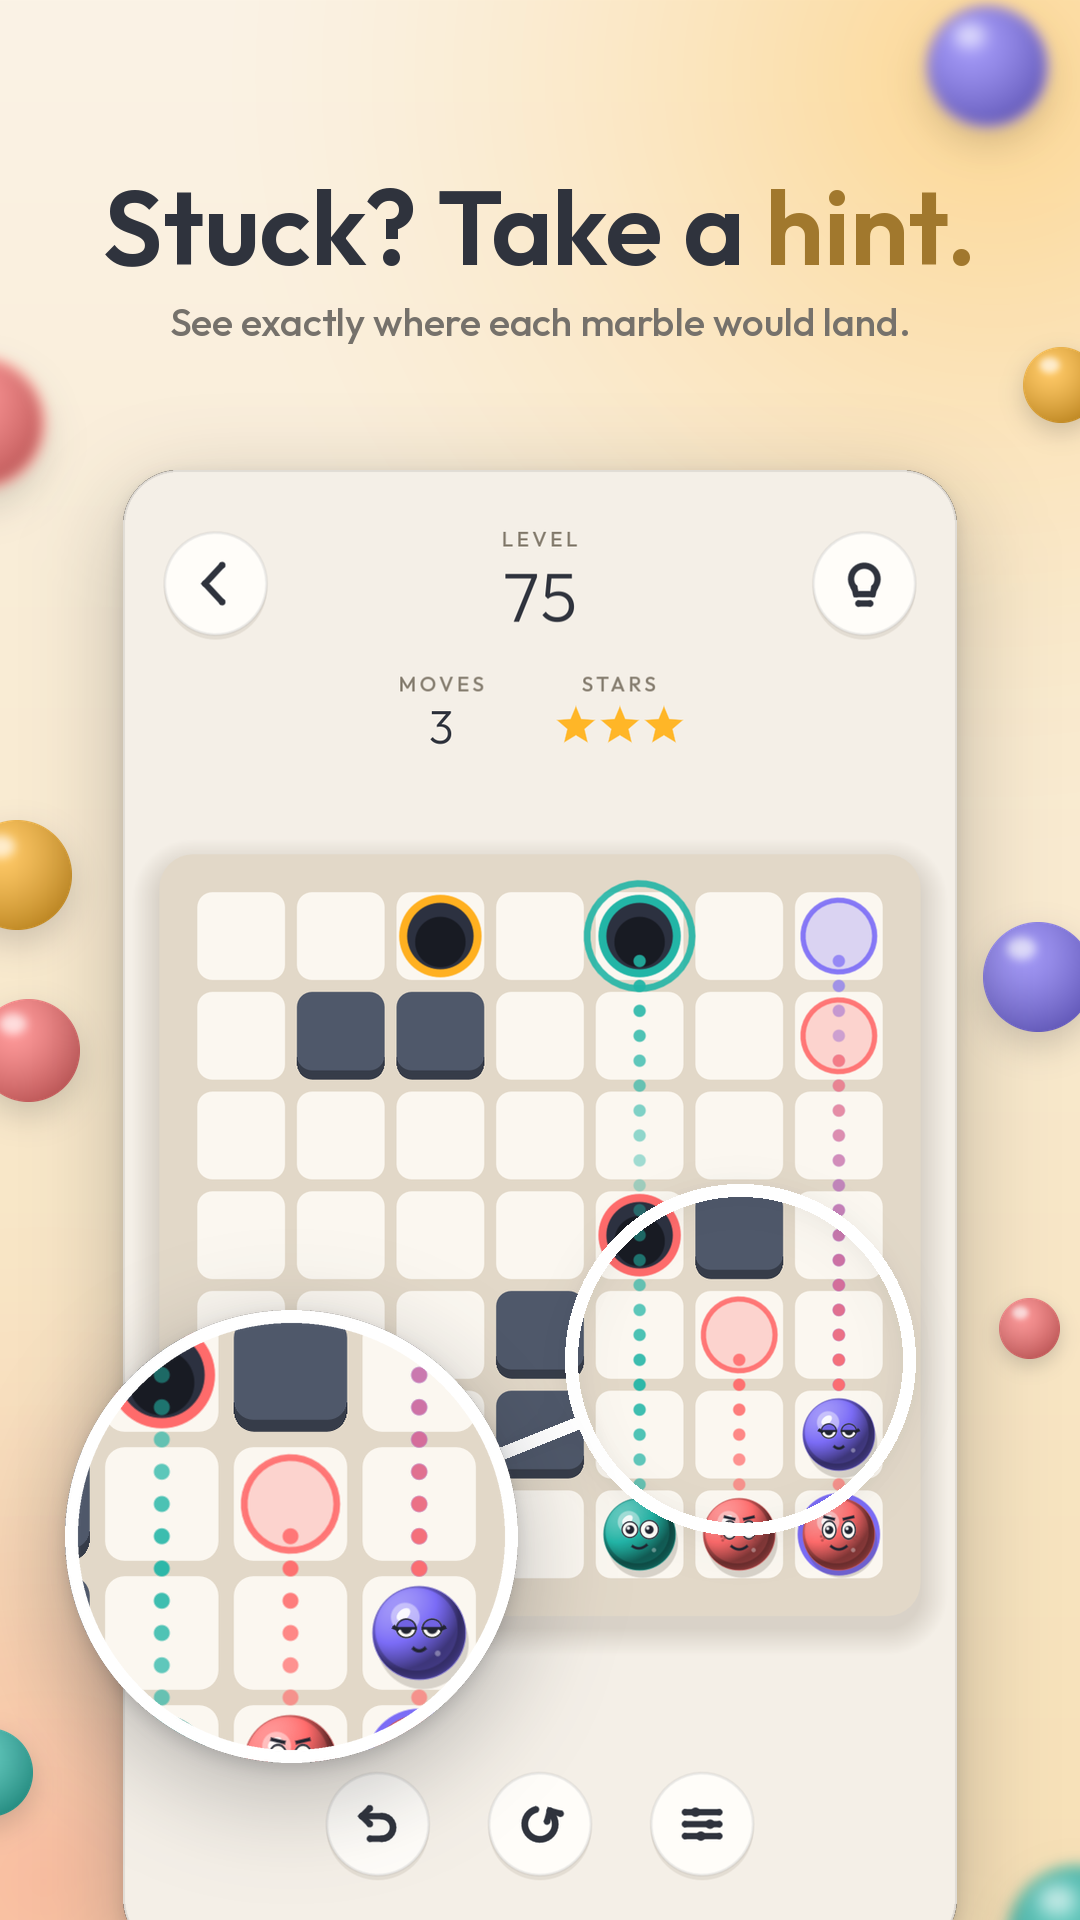 Stuck? Take a hint.
See exactly where each marble would land.
LEVEL
75
MOVES
STARS
3